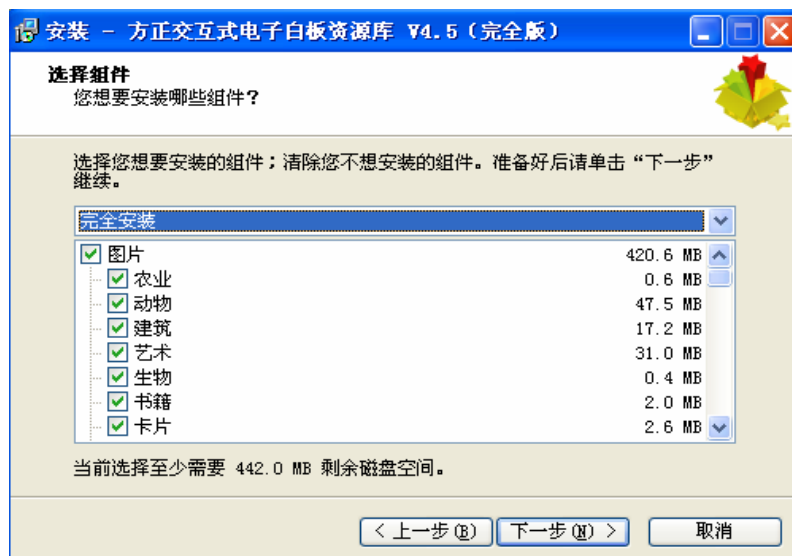 安装 - 方正交互式电子白板资源库 V4.5（完全版）
选择组件
您想要安装哪些组件？
选择您想要安装的组件；清除您不想安装的组件。准备好后请单击“下一步”
继续。
完全安装
图片 420.6 MB
农业 0.6 MB
动物 47.5 MB
建筑 17.2 MB
艺术 31.0 MB
生物 0.4 MB
书籍 2.0 MB
卡片 2.6 MB
当前选择至少需要 442.0 MB 剩余磁盘空间。
< 上一步(B) 下一步(N) > 取消